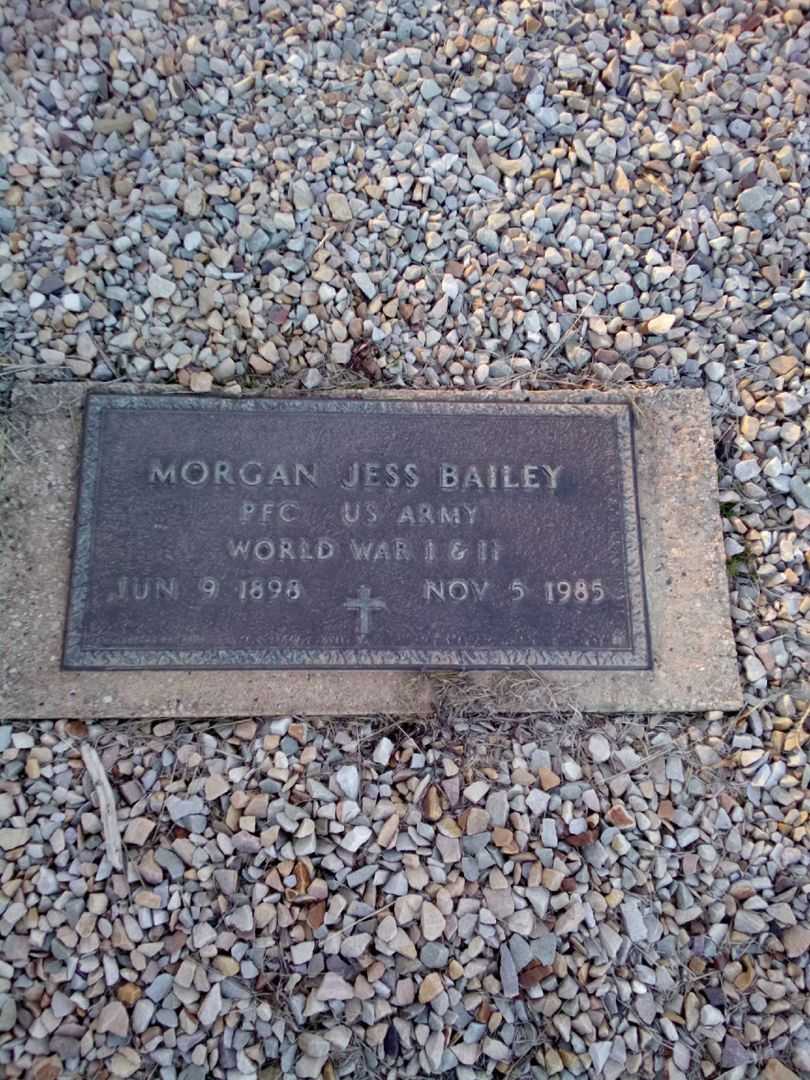 MORGAN JESS BAILEY
PFC US ARMY
WORLD WAR I & II
JUN 9 1898 NOV 5 1985